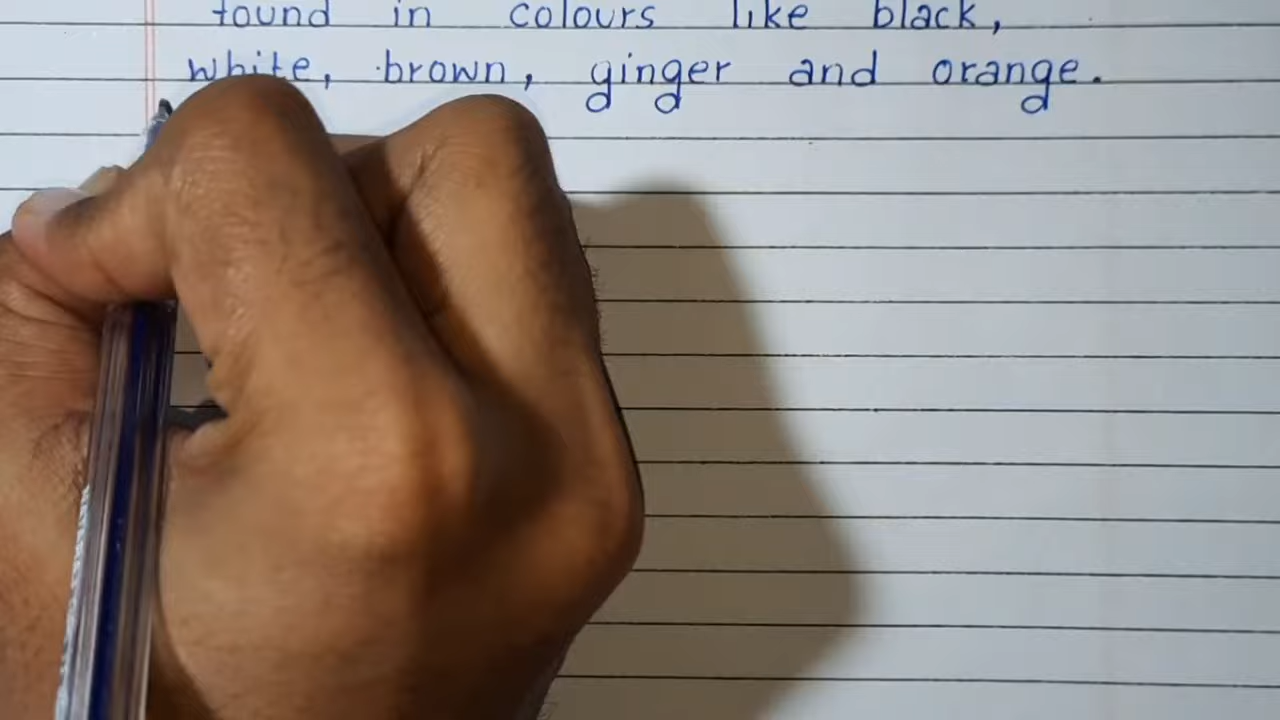 found in colours like black,
white, brown, ginger and orange.